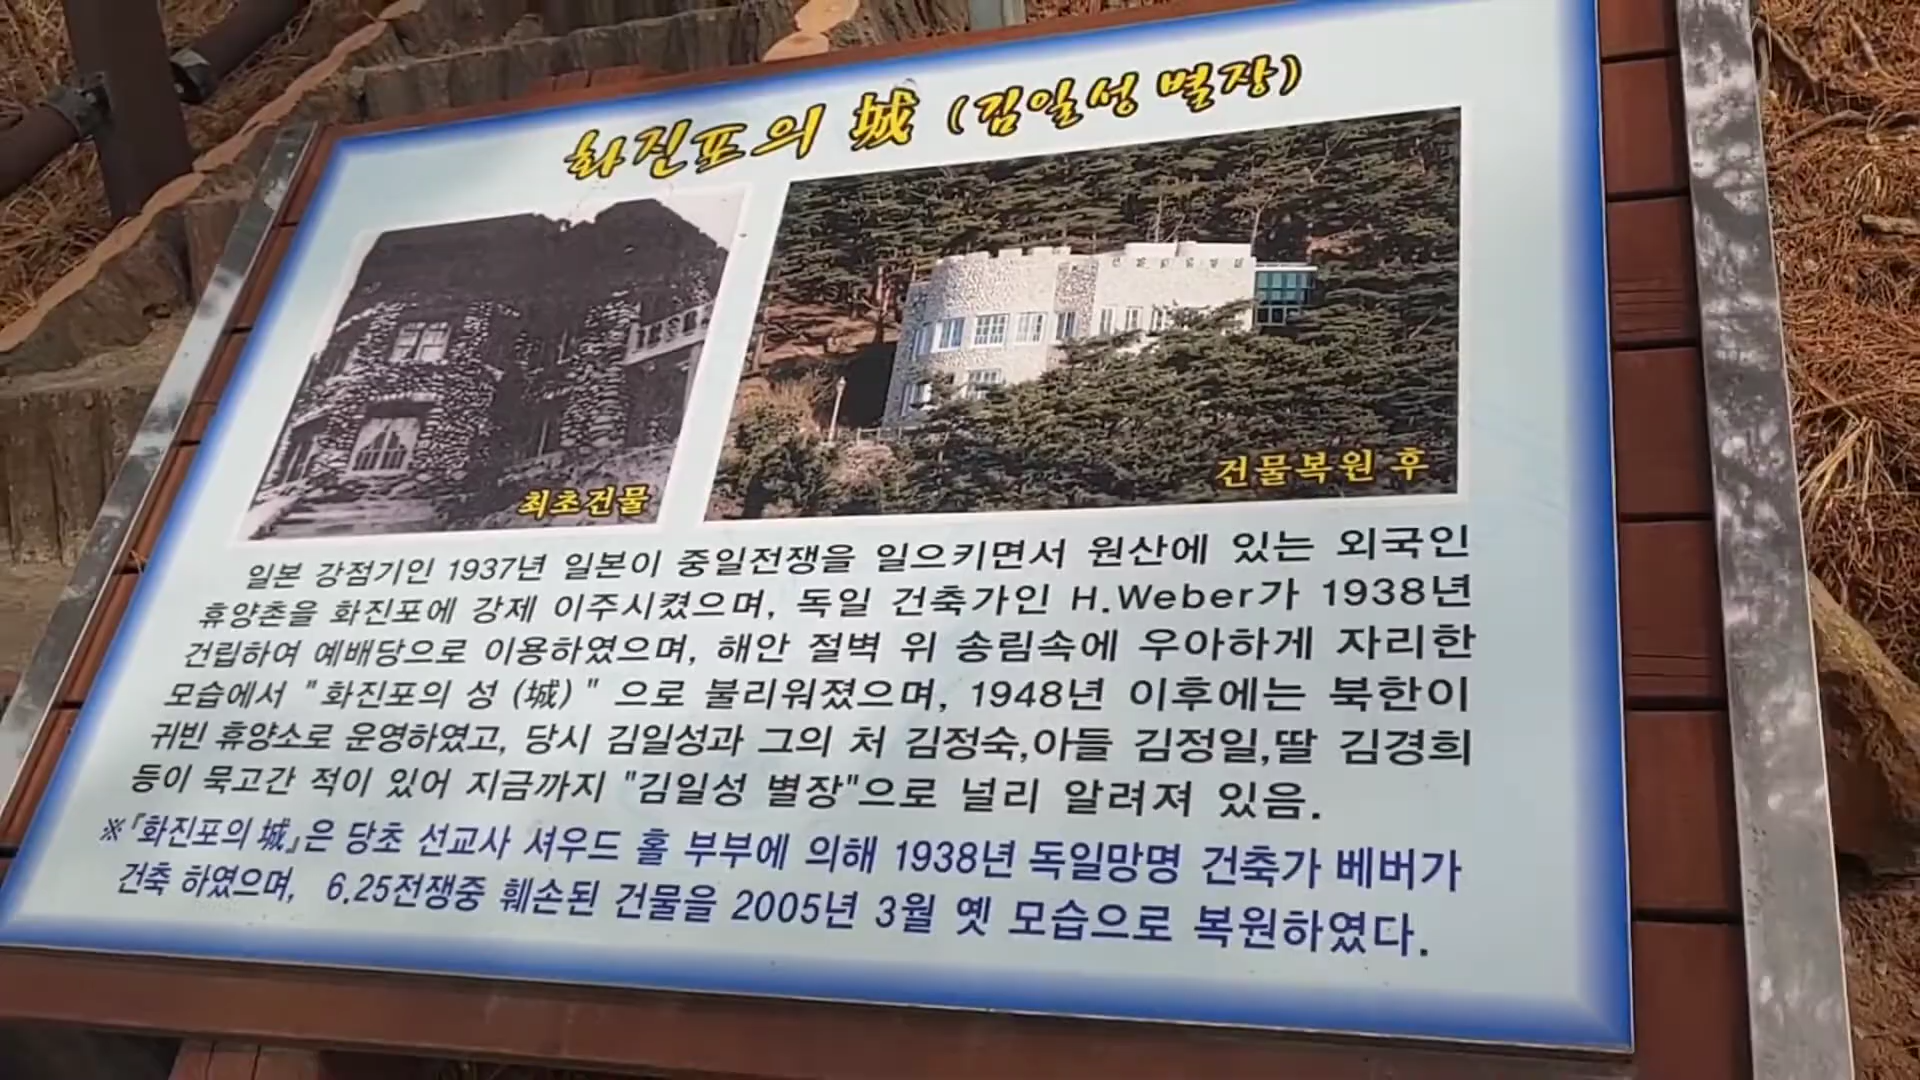 화진포의 城 (김일성 별장)
최초건물
건물복원 후
일본 강점기인 1937년 일본이 중일전쟁을 일으키면서 원산에 있는 외국인
휴양촌을 화진포에 강제 이주시켰으며, 독일 건축가인 H.Weber가 1938년
건립하여 예배당으로 이용하였으며, 해안 절벽 위 송림속에 우아하게 자리한
모습에서 "화진포의 성 (城)" 으로 불리워졌으며, 1948년 이후에는 북한이
귀빈 휴양소로 운영하였고, 당시 김일성과 그의 처 김정숙,아들 김정일,딸 김경희
등이 묵고간 적이 있어 지금까지 "김일성 별장"으로 널리 알려져 있음.
※『화진포의 城』은 당초 선교사 셔우드 홀 부부에 의해 1938년 독일망명 건축가 베버가
건축 하였으며, 6.25전쟁중 훼손된 건물을 2005년 3월 옛 모습으로 복원하였다.